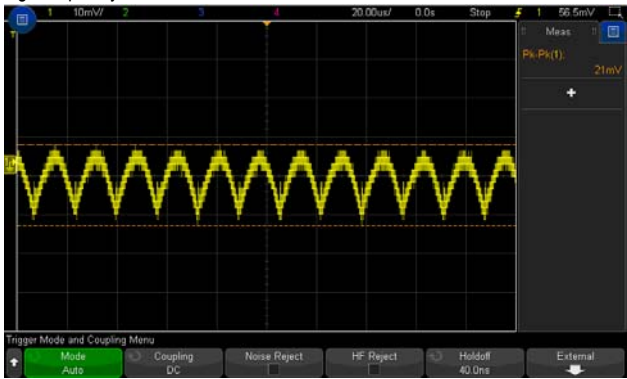 1 10mV/ 2 3 4 20.00us/ 0.0s Stop 1 56.5mV
Meas
Pk-Pk(1):
21mV
Trigger Mode and Coupling Menu
Mode
Auto
Coupling
DC
Noise Reject
HF Reject
Holdoff
40.0ns
External